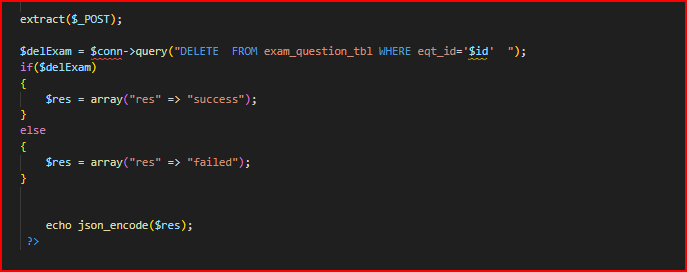 extract($_POST);
$delExam = $conn->query("DELETE  FROM exam_question_tbl WHERE eqt_id='$id'  ");
if($delExam)
{
    $res = array("res" => "success");
}
else
{
    $res = array("res" => "failed");
}
    echo json_encode($res);
 ?>